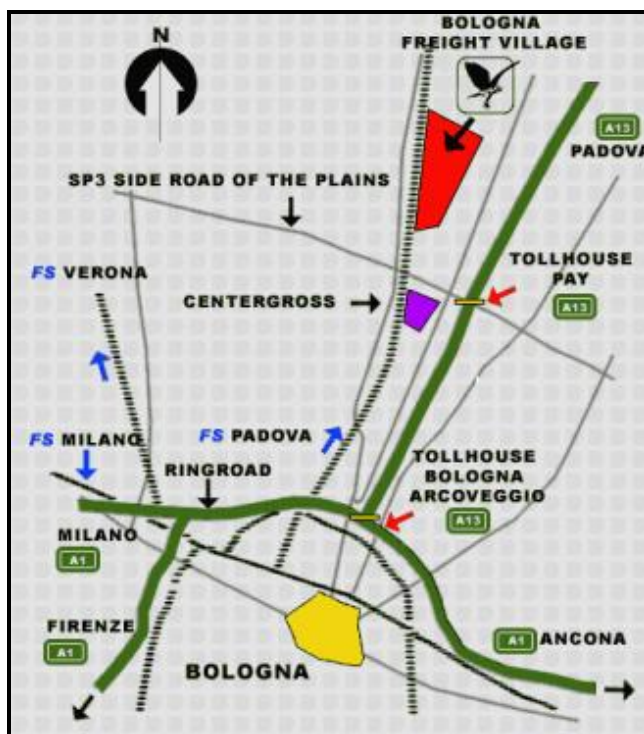 BOLOGNA
FREIGHT VILLAGE
N
A13
PADOVA
SP3 SIDE ROAD OF THE PLAINS
FS VERONA
TOLLHOUSE
PAY
A13
CENTERGROSS
FS MILANO
FS PADOVA
RINGROAD
TOLLHOUSE
BOLOGNA
ARCOVEGGIO
A13
MILANO
A1
FIRENZE
A1
BOLOGNA
A1 ANCONA